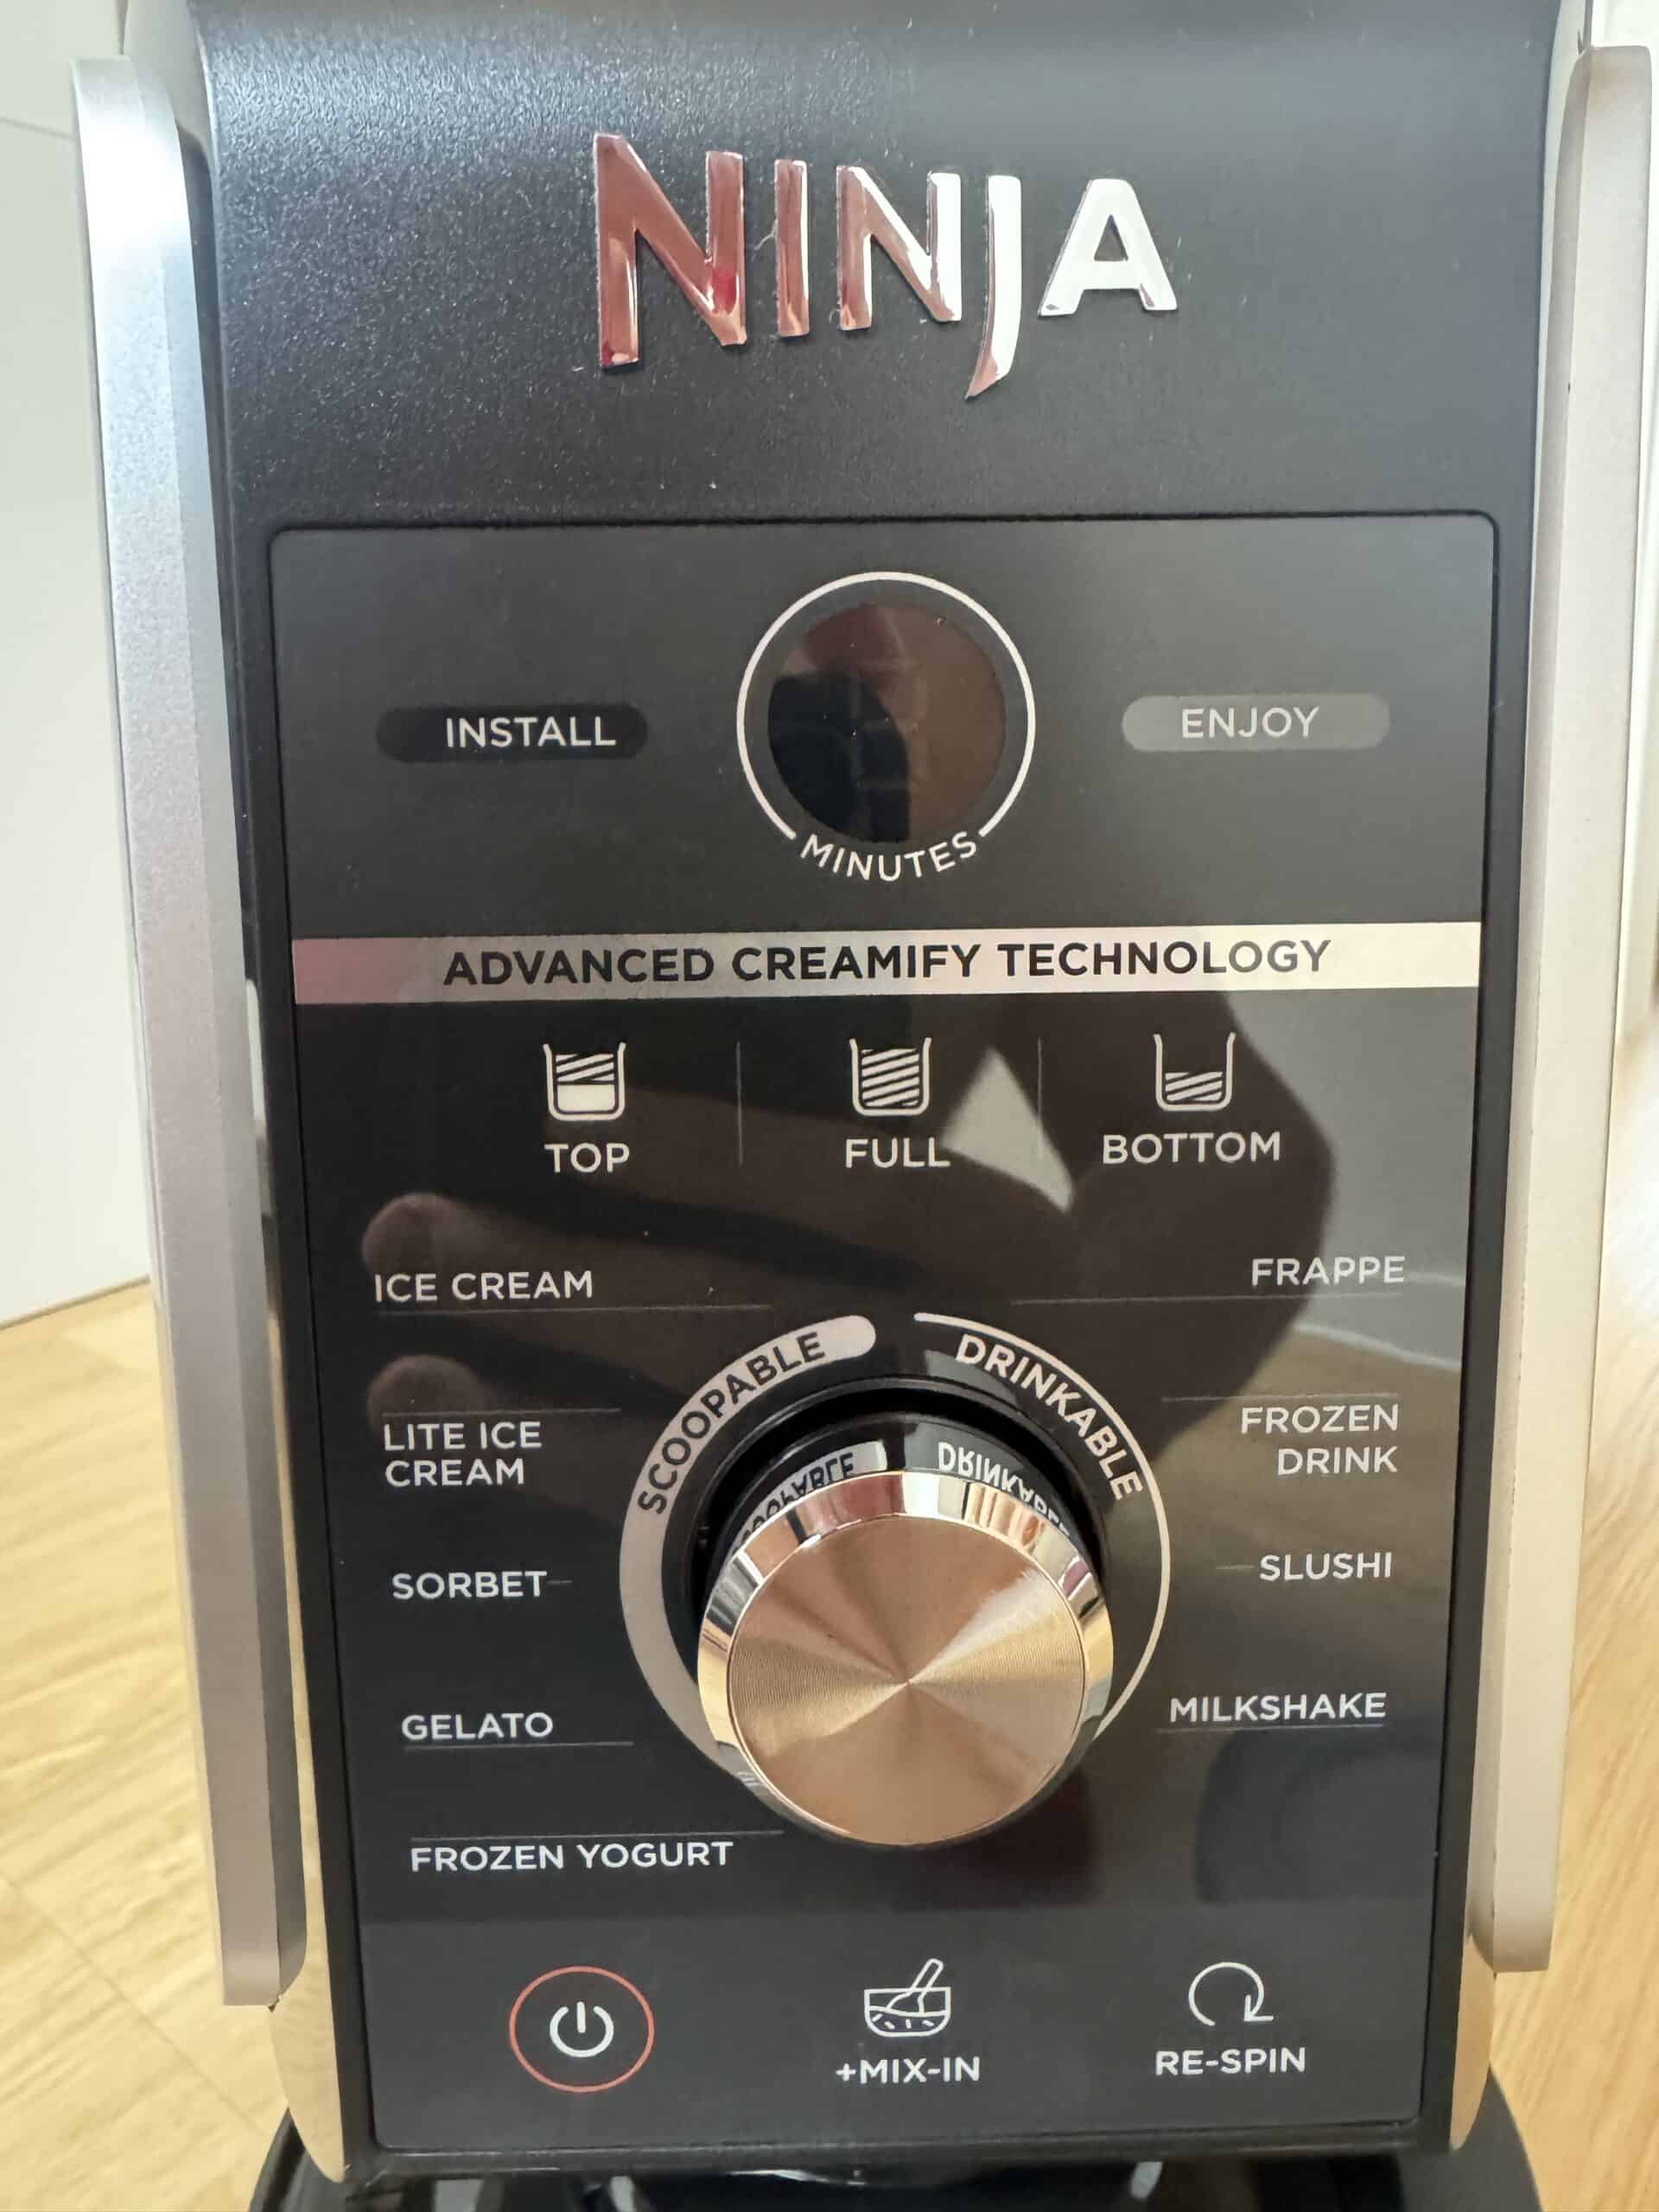 NINJA
INSTALL
ENJOY
MINUTES
ADVANCED CREAMIFY TECHNOLOGY
TOP
FULL
BOTTOM
SCOOPABLE
DRINKABLE
ICE CREAM
LITE ICE
CREAM
SORBET
GELATO
FROZEN YOGURT
FRAPPE
FROZEN
DRINK
SLUSHI
MILKSHAKE
+MIX-IN
RE-SPIN